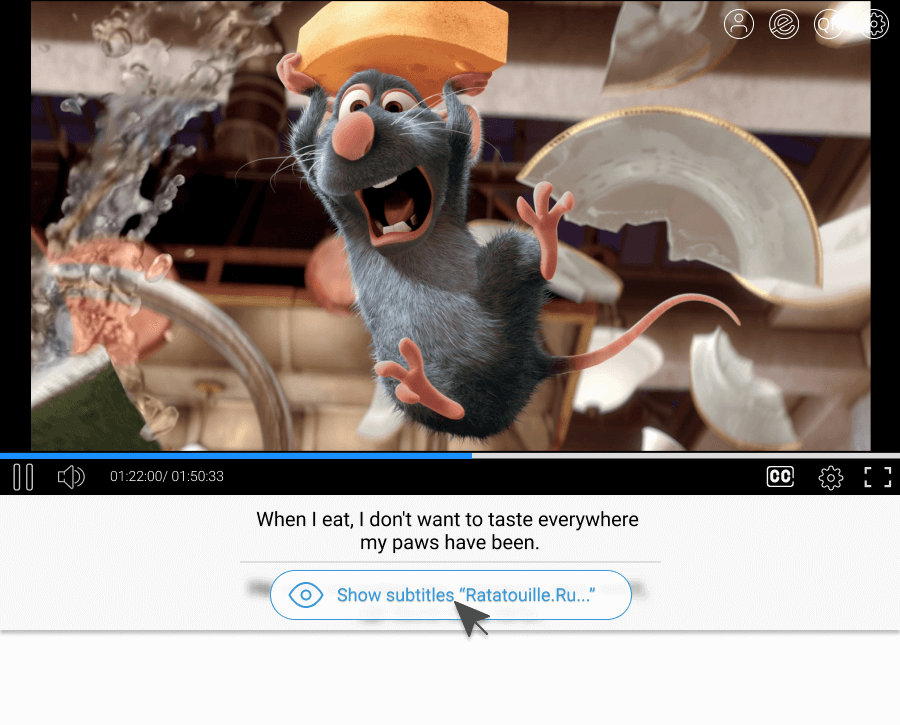 01:22:00/ 01:50:33
CC
When I eat, I don't want to taste everywhere
my paws have been.
Show subtitles “Ratatouille.Ru...”